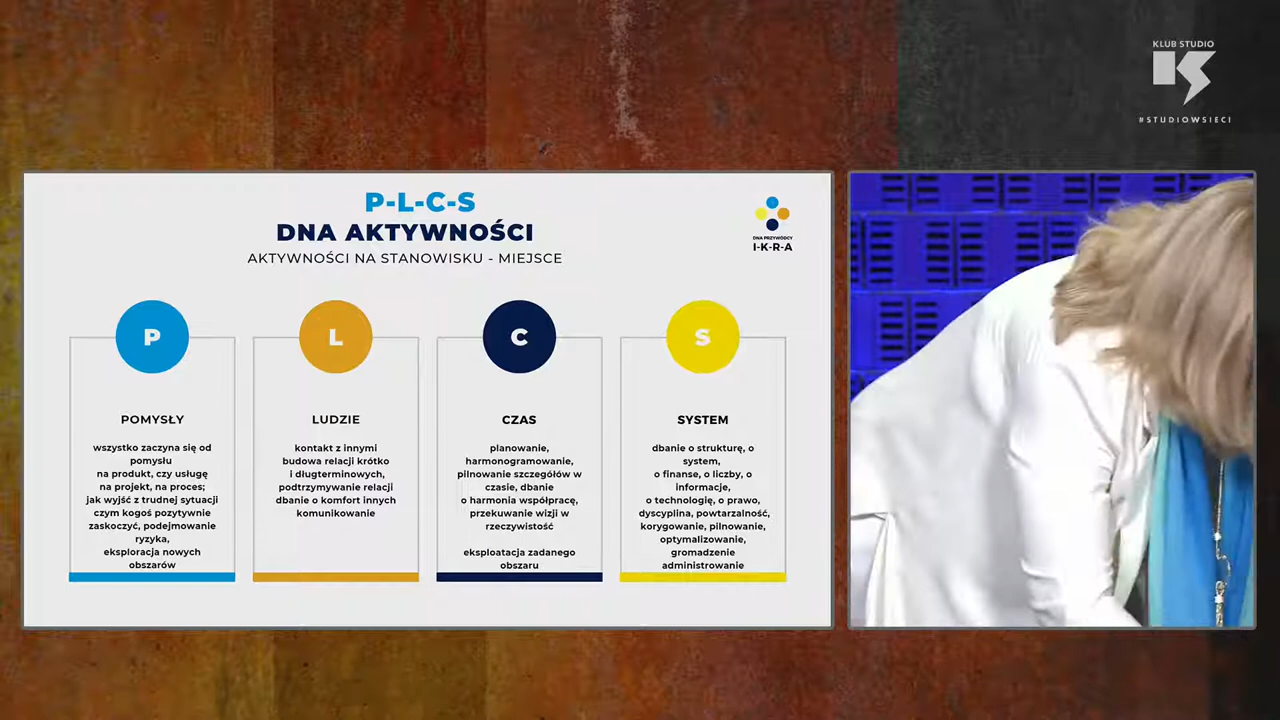 KLUB STUDIO
#STUDIOWSIECI
P-L-C-S
DNA AKTYWNOŚCI
AKTYWNOŚCI NA STANOWISKU - MIEJSCE
DNA PRZYWÓDCY
I-K-R-A
P
POMYSŁY
wszystko zaczyna się od
pomysłu
na produkt, czy usługę
na projekt, na proces;
jak wyjść z trudnej sytuacji
czym kogoś pozytywnie
zaskoczyć, podejmowanie
ryzyka,
eksploracja nowych
obszarów
L
LUDZIE
kontakt z innymi
budowa relacji krótko
i długterminowych,
podtrzymywanie relacji
dbanie o komfort innych
komunikowanie
C
CZAS
planowanie,
harmonogramowanie,
pilnowanie szczegółów w
czasie, dbanie
o harmonia współpracę,
przekuwanie wizji w
rzeczywistość
eksploatacja zadanego
obszaru
S
SYSTEM
dbanie o strukturę, o
system,
o finanse, o liczby, o
informacje,
o technologię, o prawo,
dyscyplina, powtarzalność,
korygowanie, pilnowanie,
optymalizowanie,
gromadzenie
administrowanie